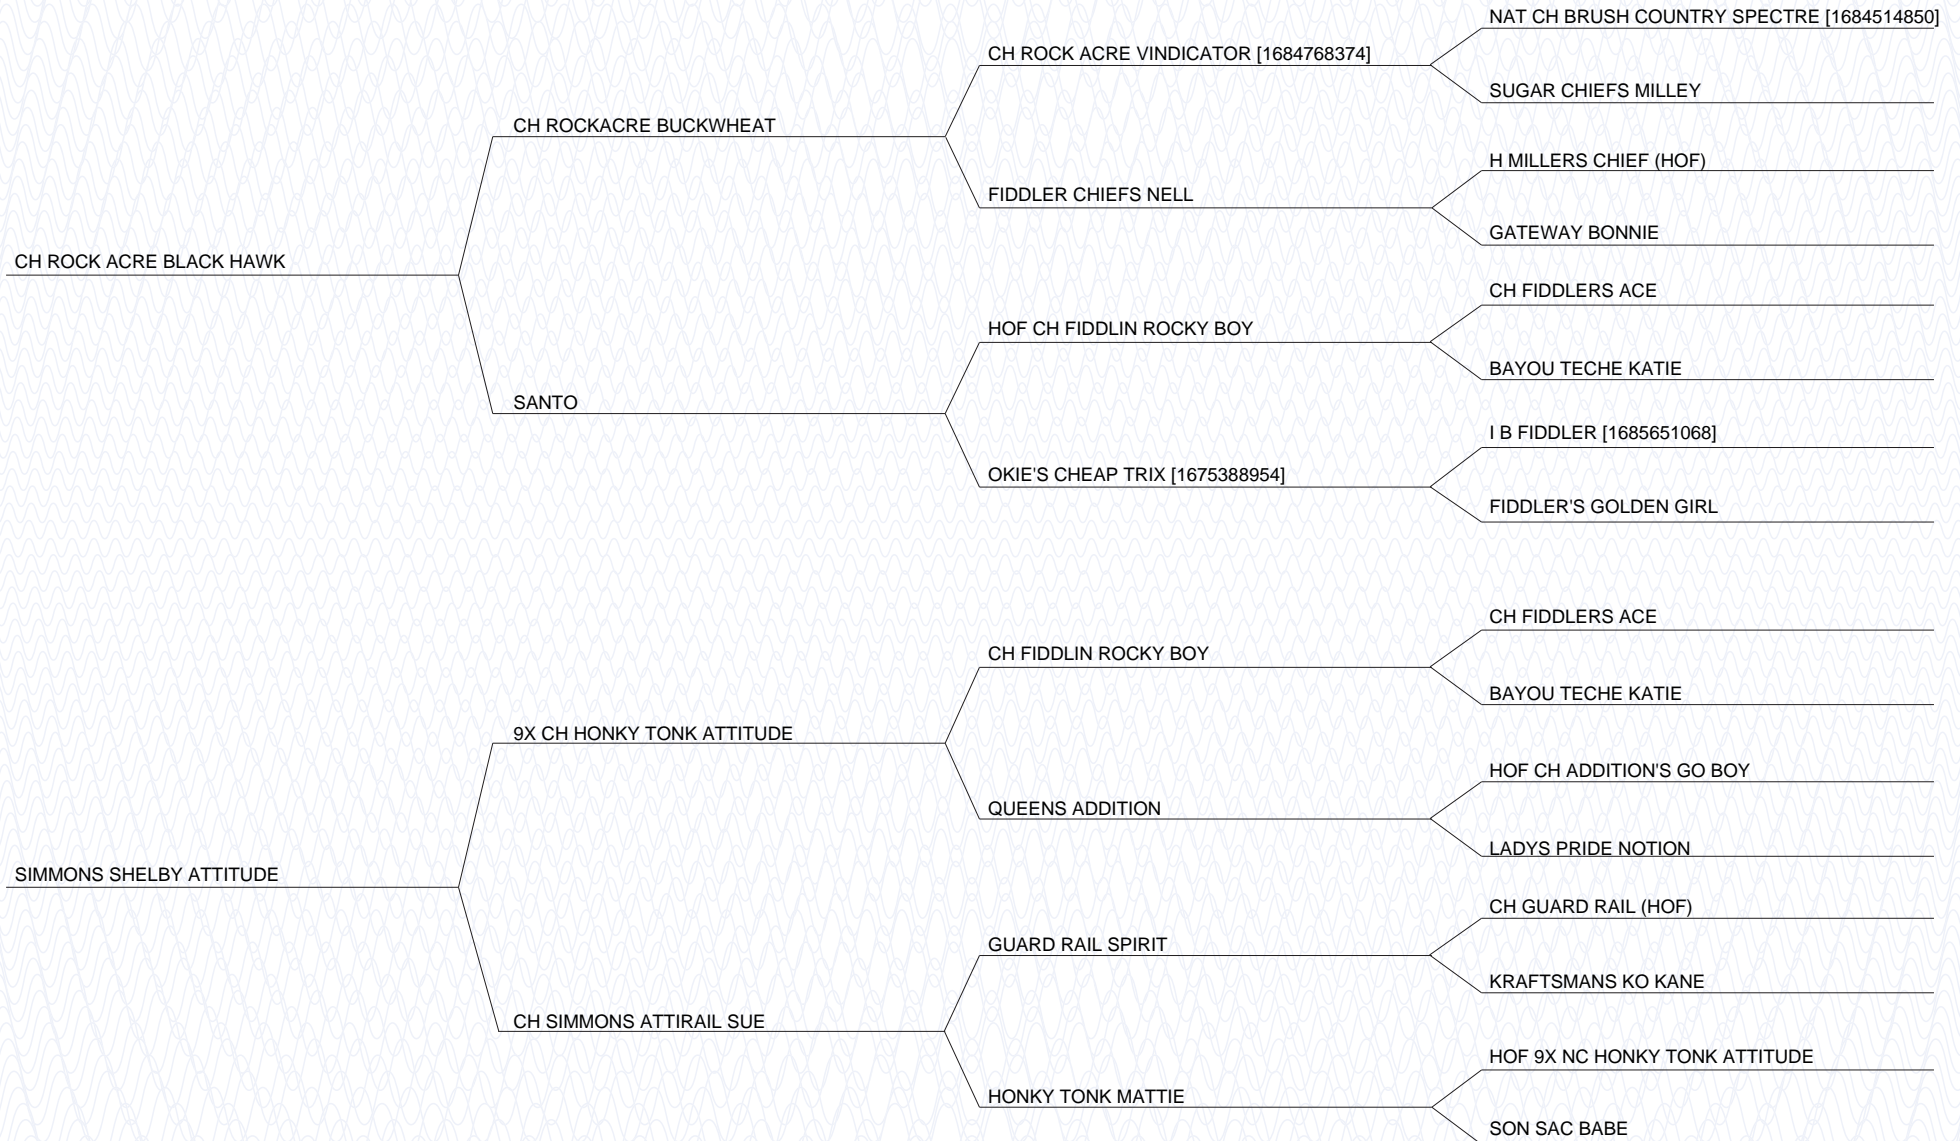 NAT CH BRUSH COUNTRY SPECTRE [1684514850]
CH ROCK ACRE VINDICATOR [1684768374]
SUGAR CHIEFS MILLEY
CH ROCKACRE BUCKWHEAT
H MILLERS CHIEF (HOF)
FIDDLER CHIEFS NELL
GATEWAY BONNIE
CH ROCK ACRE BLACK HAWK
CH FIDDLERS ACE
HOF CH FIDDLIN ROCKY BOY
BAYOU TECHE KATIE
SANTO
I B FIDDLER [1685651068]
OKIE'S CHEAP TRIX [1675388954]
FIDDLER'S GOLDEN GIRL
CH FIDDLERS ACE
CH FIDDLIN ROCKY BOY
BAYOU TECHE KATIE
9X CH HONKY TONK ATTITUDE
HOF CH ADDITION'S GO BOY
QUEENS ADDITION
LADYS PRIDE NOTION
SIMMONS SHELBY ATTITUDE
CH GUARD RAIL (HOF)
GUARD RAIL SPIRIT
KRAFTSMANS KO KANE
CH SIMMONS ATTIRAIL SUE
HOF 9X NC HONKY TONK ATTITUDE
HONKY TONK MATTIE
SON SAC BABE